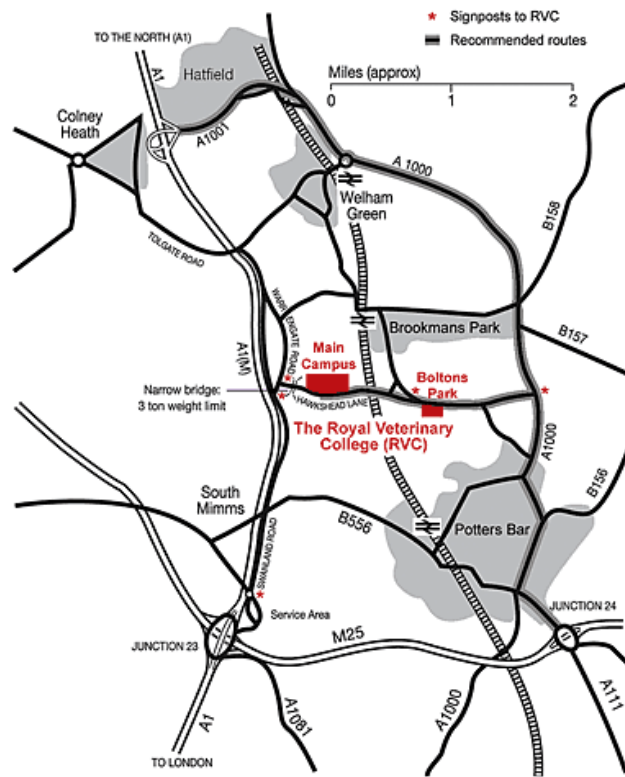 * Signposts to RVC
Recommended routes
TO THE NORTH (A1)
A1
Hatfield
Miles (approx)
0 1 2
Colney
Heath
A1001
A 1000
Welham
Green
B158
TOLGATE ROAD
WARRENGATE ROAD
A1(M)
Brookmans Park
B157
Main
Campus
Boltons
Park
Narrow bridge:
3 ton weight limit
HAWKSHEAD LANE
The Royal Veterinary
College (RVC)
A1000
South
Mimms
B556
B156
Potters Bar
SWANLAND ROAD
Service Area
JUNCTION 24
JUNCTION 23
M25
A1
A1081
A1000
A111
TO LONDON